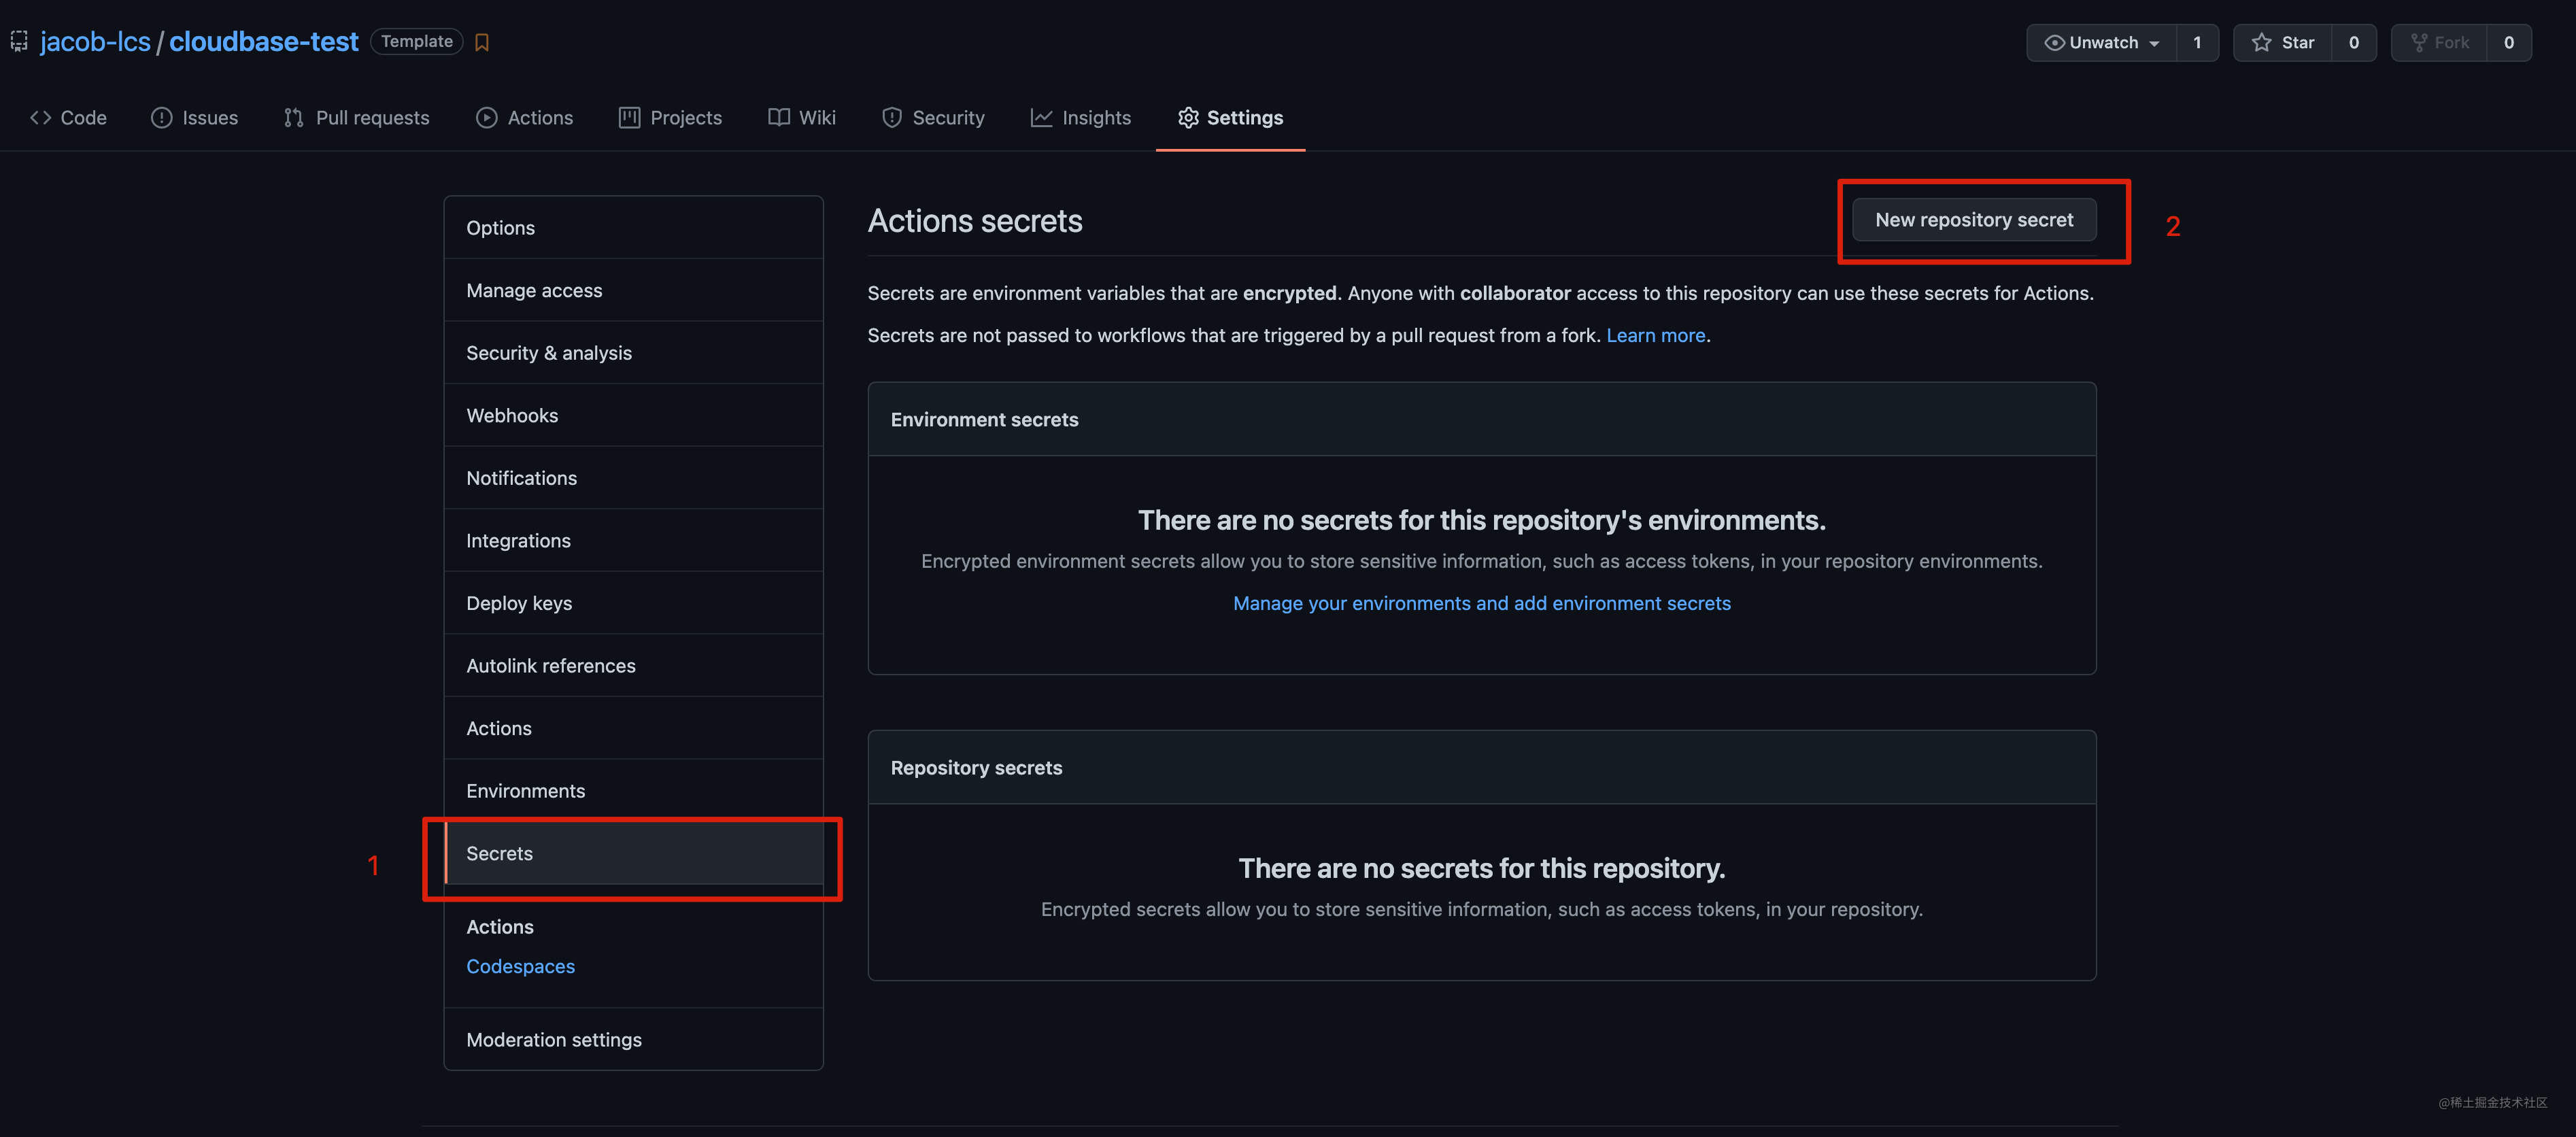 jacob-lcs / cloudbase-test Template Unwatch 1 Star 0 Fork 0
Code Issues Pull requests Actions Projects Wiki Security Insights Settings
Options
Manage access
Security & analysis
Webhooks
Notifications
Integrations
Deploy keys
Autolink references
Actions
Environments
1 Secrets
Actions
Codespaces
Moderation settings
Actions secrets New repository secret 2
Secrets are environment variables that are encrypted. Anyone with collaborator access to this repository can use these secrets for Actions.
Secrets are not passed to workflows that are triggered by a pull request from a fork. Learn more.
Environment secrets
There are no secrets for this repository's environments.
Encrypted environment secrets allow you to store sensitive information, such as access tokens, in your repository environments.
Manage your environments and add environment secrets
Repository secrets
There are no secrets for this repository.
Encrypted secrets allow you to store sensitive information, such as access tokens, in your repository.
@稀土掘金技术社区